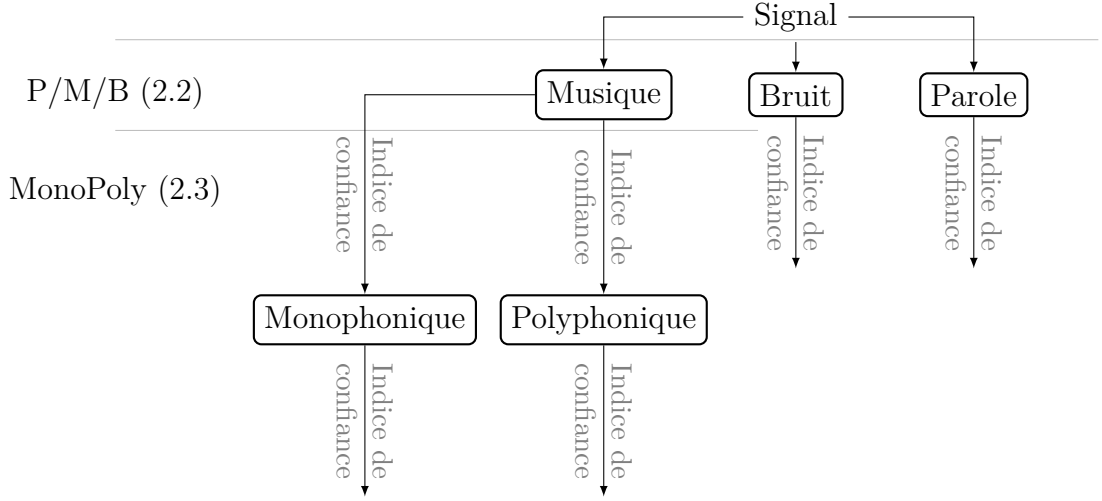 Signal
P/M/B (2.2)
Musique
Bruit
Parole
MonoPoly (2.3)
Indice de
confiance
Indice de
confiance
Indice de
confiance
Indice de
confiance
Monophonique
Polyphonique
Indice de
confiance
Indice de
confiance